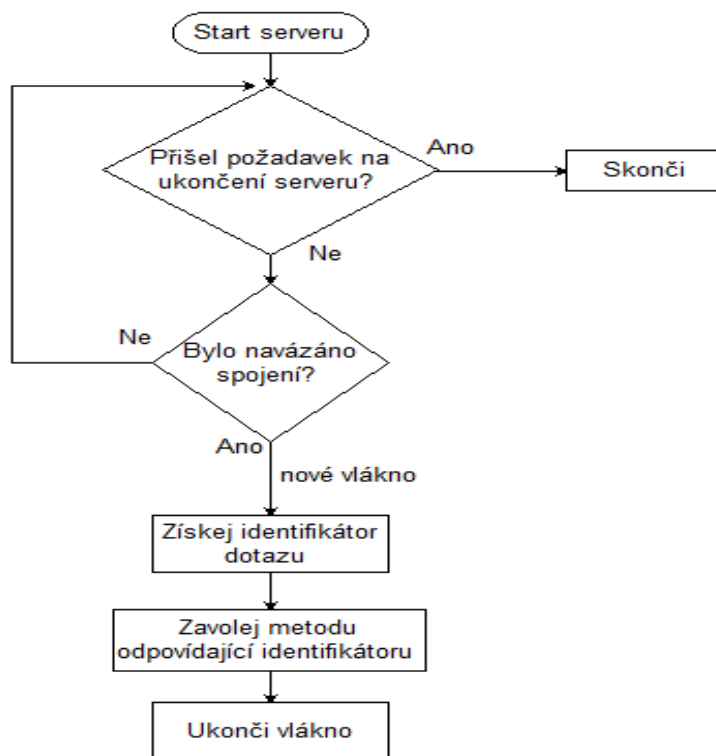 Start serveru
Přišel požadavek na
ukončení serveru?
Ano
Skonči
Ne
Ne
Bylo navázáno
spojení?
Ano
nové vlákno
Získej identifikátor
dotazu
Zavolej metodu
odpovídající identifikátoru
Ukonči vlákno